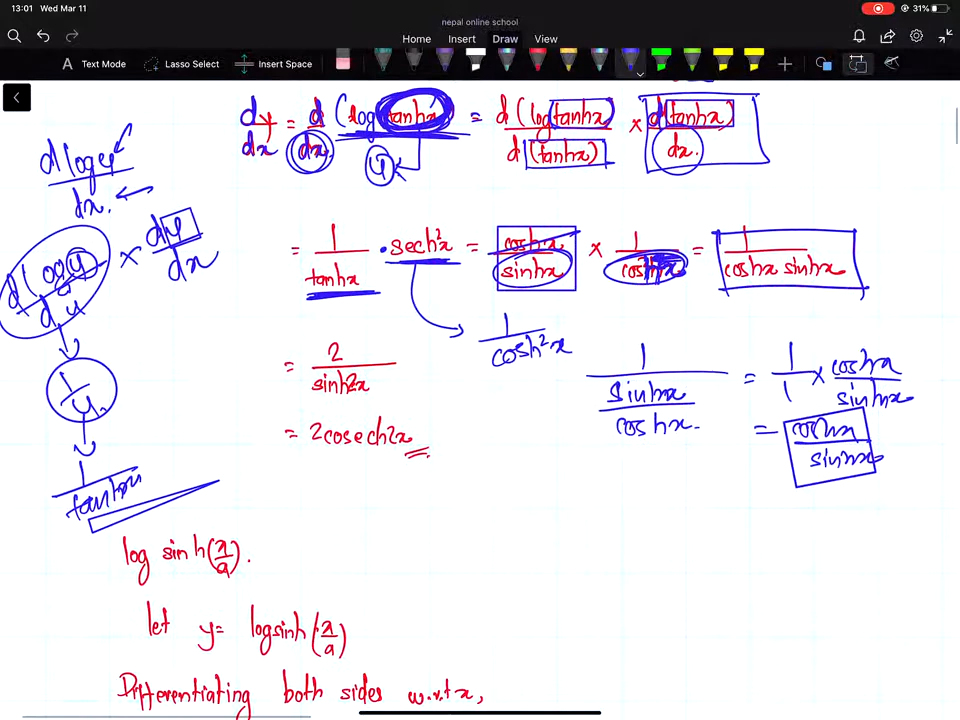 13:01 Wed Mar 11
31%
nepal online school
Home Insert Draw View
Text Mode Lasso Select Insert Space
dy/dx = d/dx (log tanhx) = d(log tanhx)/d(tanhx) × d(tanhx)/dx.
y
d log y/dx.
d(log y)/dy × dy/dx
1/y
1/tanhx
= 1/tanhx · sech²x = coshx/sinhx × 1/cosh²x = 1/coshx sinhx
1/cosh²x
= 2/sinh2x
= 2cosech2x
1/(sinhx/coshx) = 1/1 × coshx/sinhx
= coshx/sinhx
log sinh(x/a).
let y= logsinh(x/a)
Differentiating both sides w.r.t x,